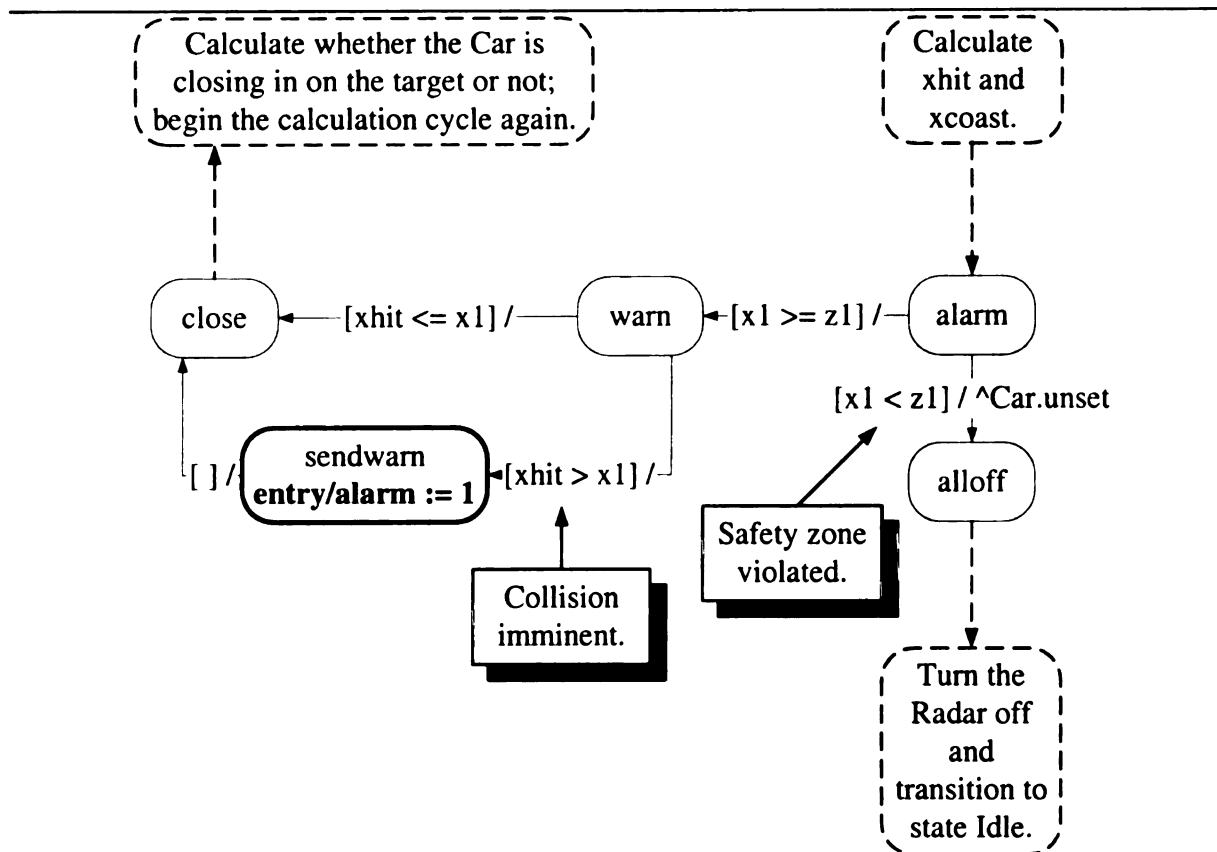 Calculate whether the Car is
closing in on the target or not;
begin the calculation cycle again.
Calculate
xhit and
xcoast.
close
[xhit <= x1] /
warn
[x1 >= z1] /
alarm
[x1 < z1] / ^Car.unset
[ ] /
sendwarn
entry/alarm := 1
[xhit > x1] /
alloff
Safety zone
violated.
Collision
imminent.
Turn the
Radar off
and
transition to
state Idle.